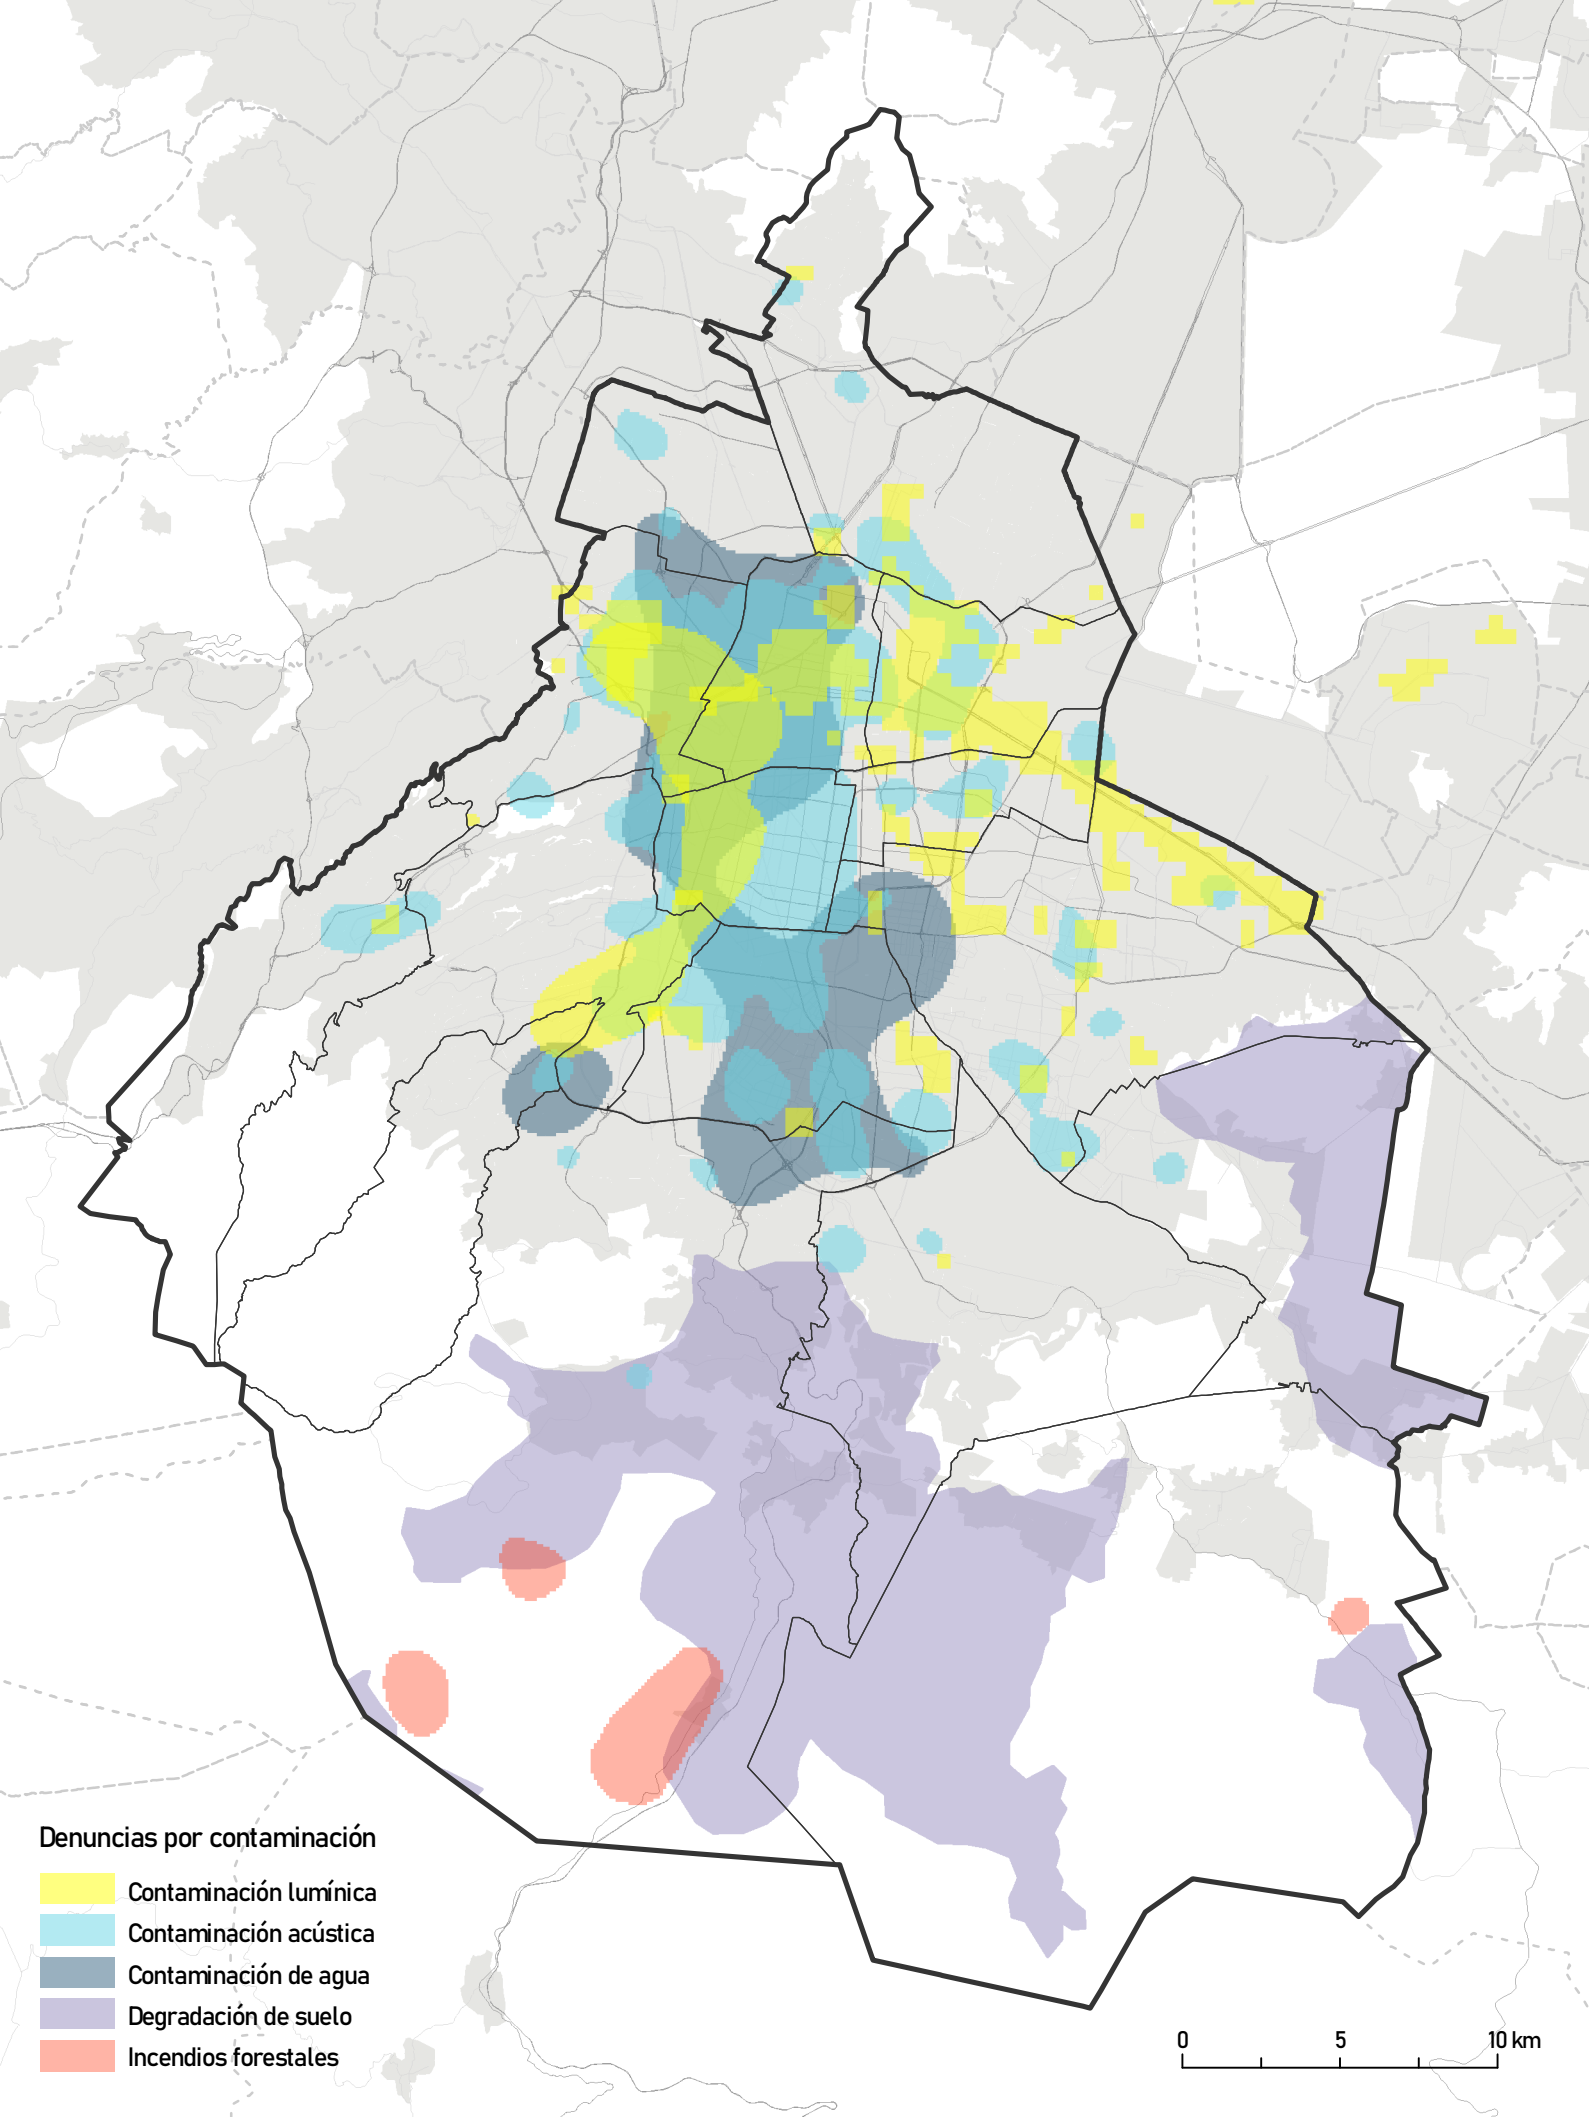 Denuncias por contaminación
Contaminación lumínica
Contaminación acústica
Contaminación de agua
Degradación de suelo
Incendios forestales
0 5 10 km